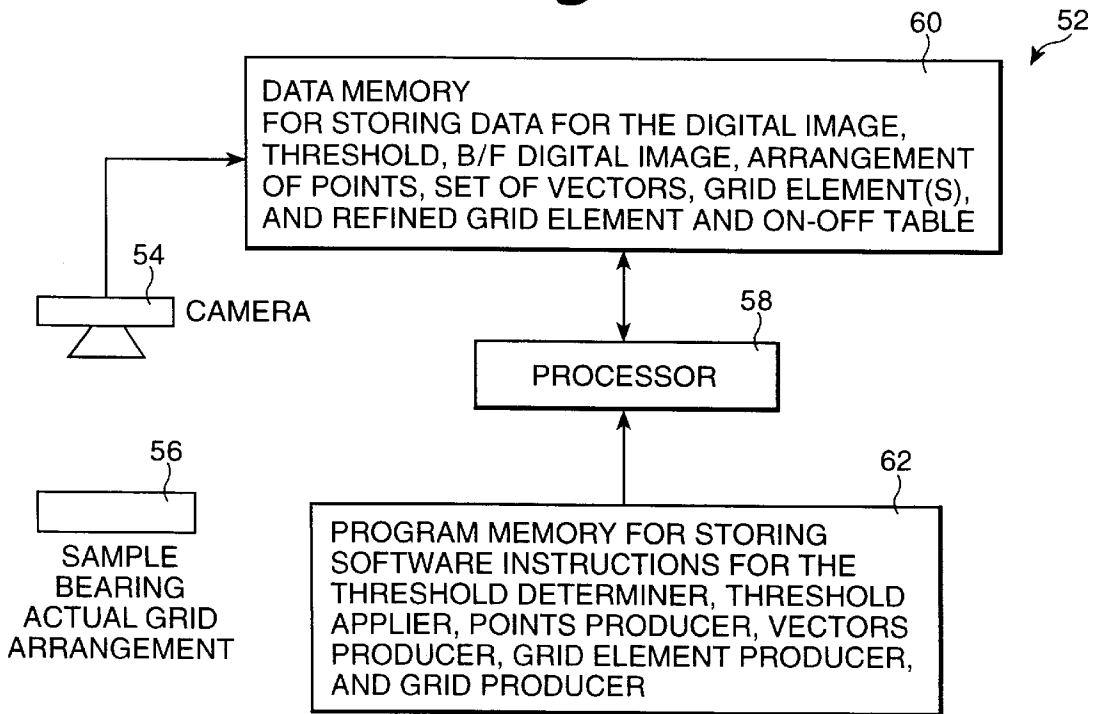 60
52
DATA MEMORY
FOR STORING DATA FOR THE DIGITAL IMAGE,
THRESHOLD, B/F DIGITAL IMAGE, ARRANGEMENT
OF POINTS, SET OF VECTORS, GRID ELEMENT(S),
AND REFINED GRID ELEMENT AND ON-OFF TABLE
54
CAMERA
58
PROCESSOR
56
SAMPLE
BEARING
ACTUAL GRID
ARRANGEMENT
62
PROGRAM MEMORY FOR STORING
SOFTWARE INSTRUCTIONS FOR THE
THRESHOLD DETERMINER, THRESHOLD
APPLIER, POINTS PRODUCER, VECTORS
PRODUCER, GRID ELEMENT PRODUCER,
AND GRID PRODUCER